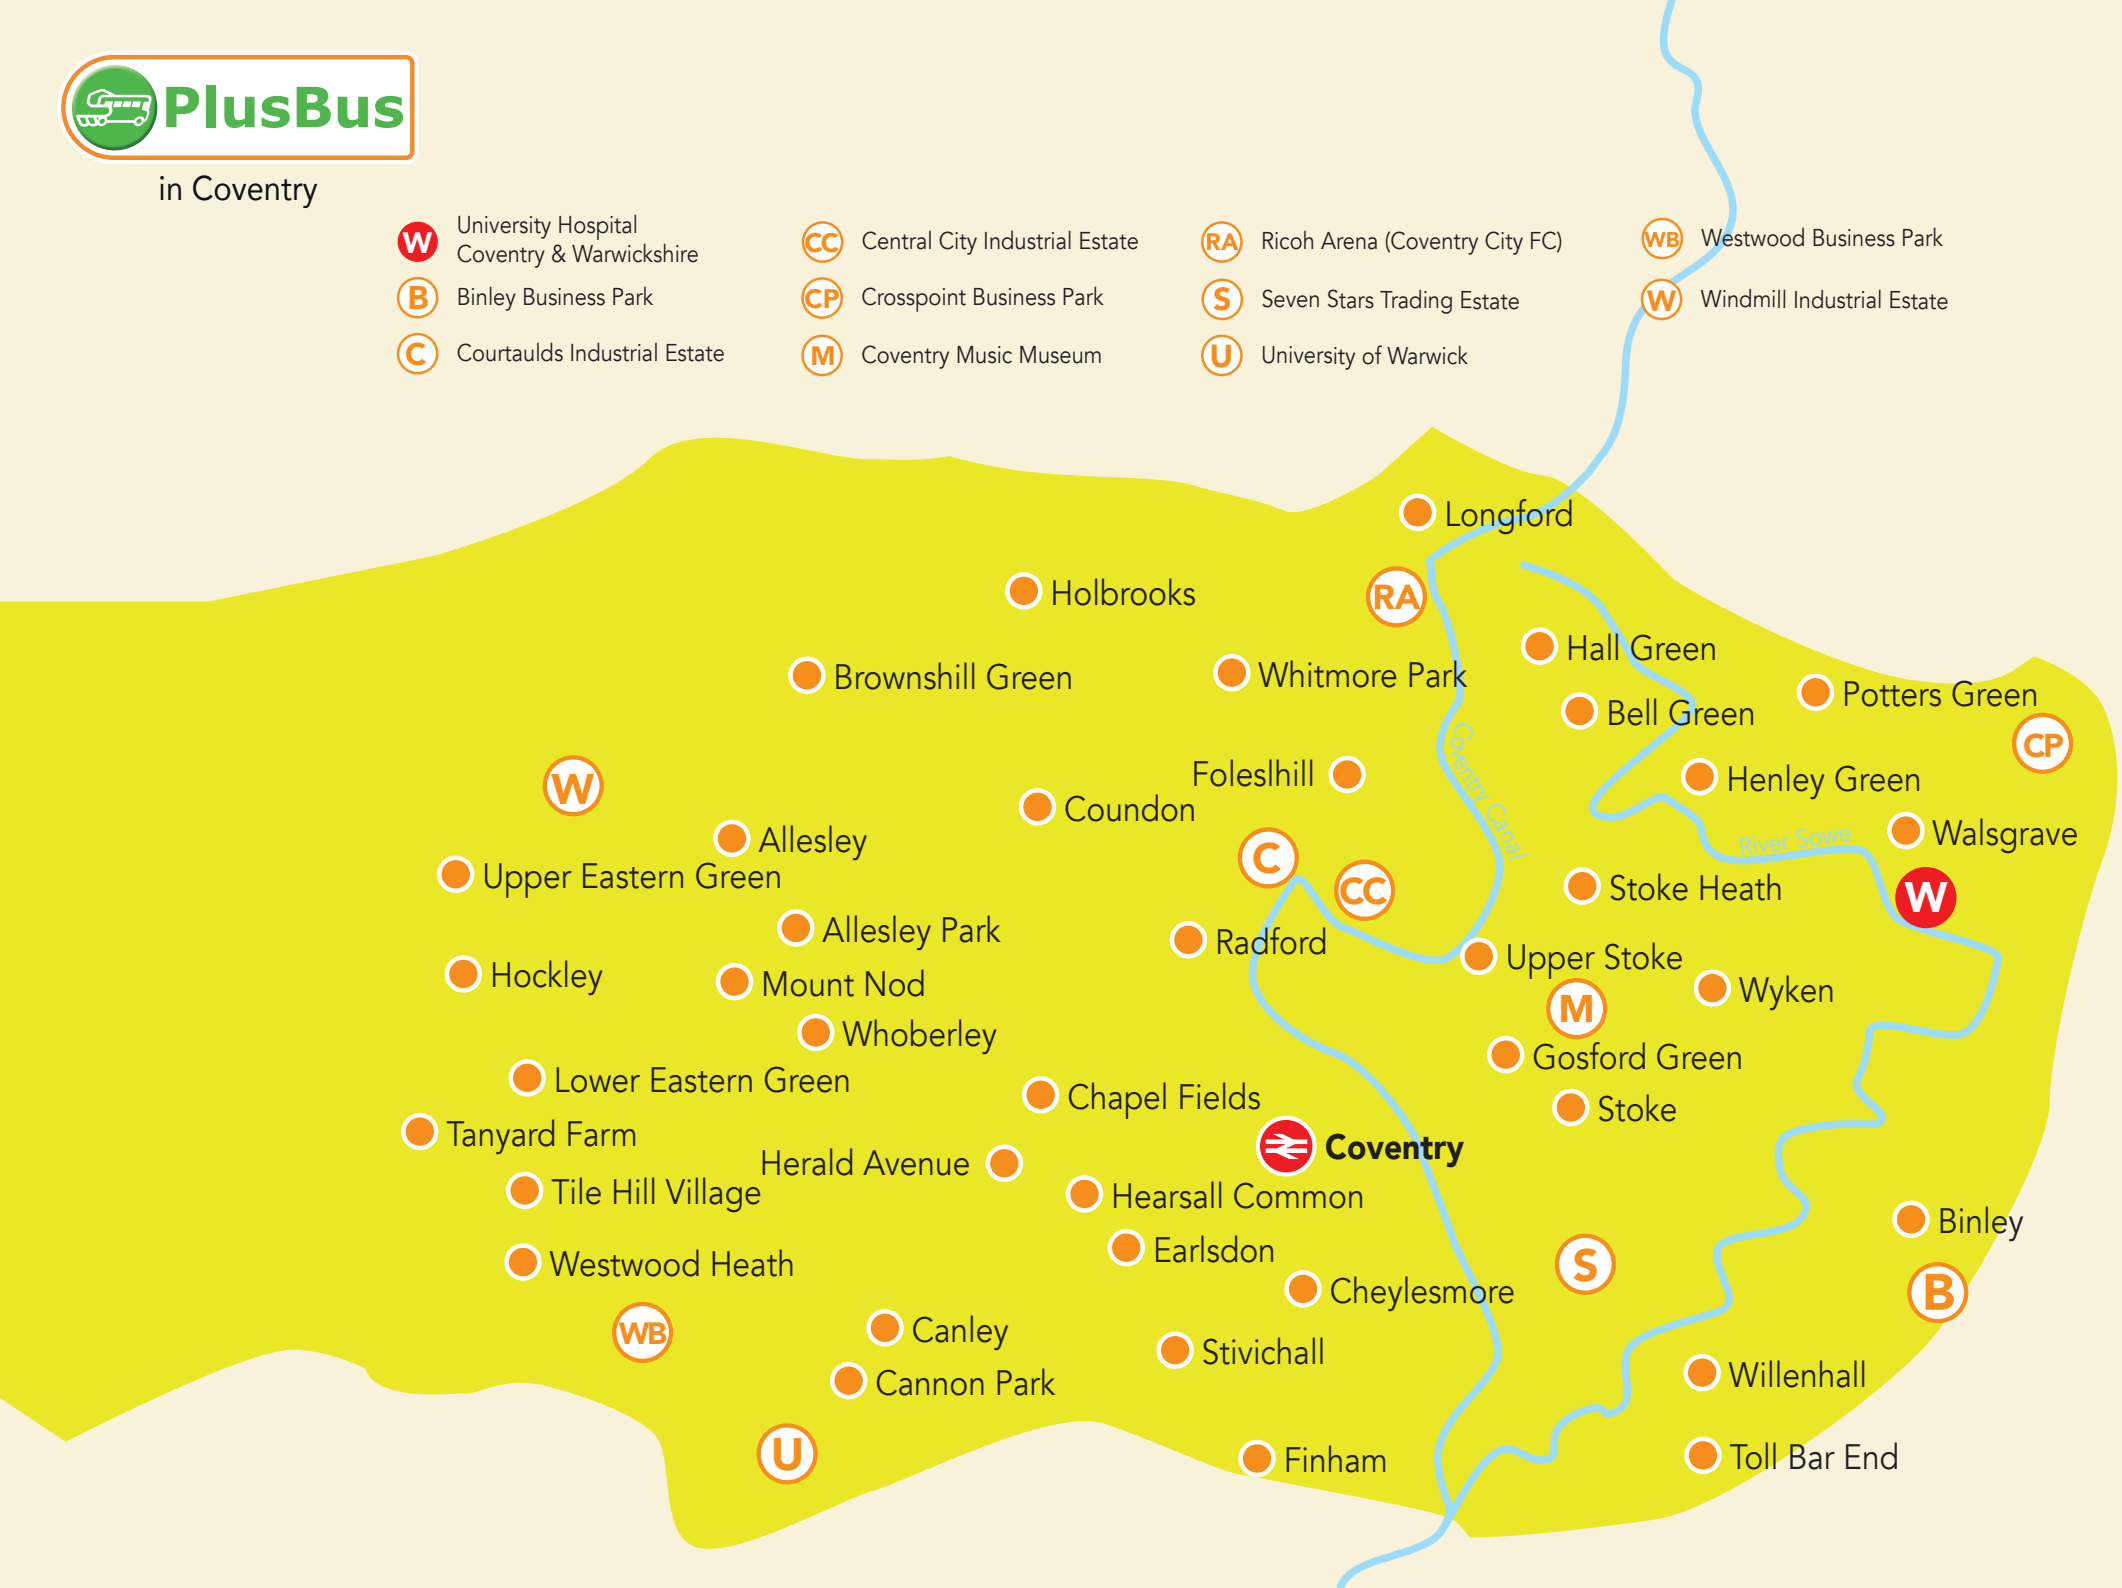 PlusBus
in Coventry
W University Hospital
Coventry & Warwickshire
B Binley Business Park
C Courtaulds Industrial Estate
CC Central City Industrial Estate
CP Crosspoint Business Park
M Coventry Music Museum
RA Ricoh Arena (Coventry City FC)
S Seven Stars Trading Estate
U University of Warwick
WB Westwood Business Park
W Windmill Industrial Estate
Longford
Holbrooks
RA
Hall Green
Brownshill Green
Whitmore Park
Potters Green
Bell Green
CP
Foleslhill
Coventry Canal
Henley Green
W
Coundon
Allesley
River Sowe
Walsgrave
C
Upper Eastern Green
CC
Stoke Heath
W
Allesley Park
Radford
Upper Stoke
Hockley
Mount Nod
Wyken
M
Whoberley
Gosford Green
Lower Eastern Green
Chapel Fields
Stoke
Tanyard Farm
Coventry
Herald Avenue
Tile Hill Village
Hearsall Common
Binley
Earlsdon
Westwood Heath
S
Cheylesmore
B
WB
Canley
Stivichall
Willenhall
Cannon Park
U
Finham
Toll Bar End